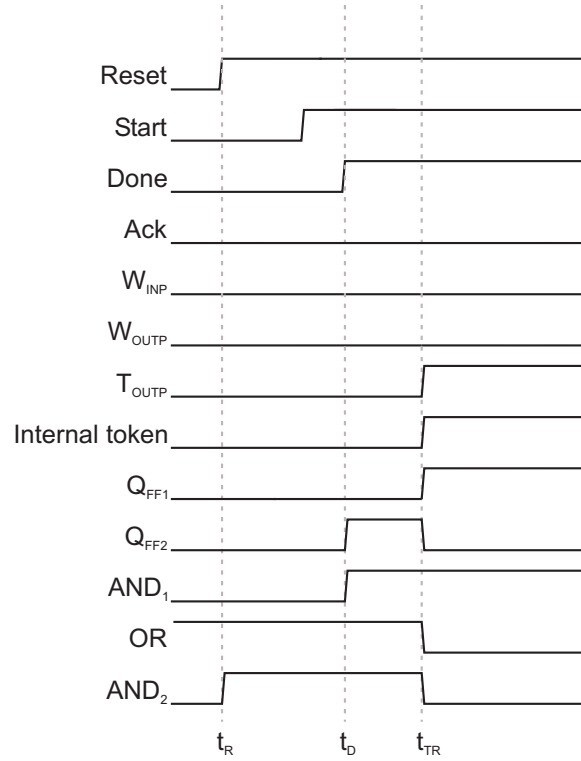 Reset
Start
Done
Ack
W_INP
W_OUTP
T_OUTP
Internal token
Q_FF1
Q_FF2
AND_1
OR
AND_2
t_R t_D t_TR